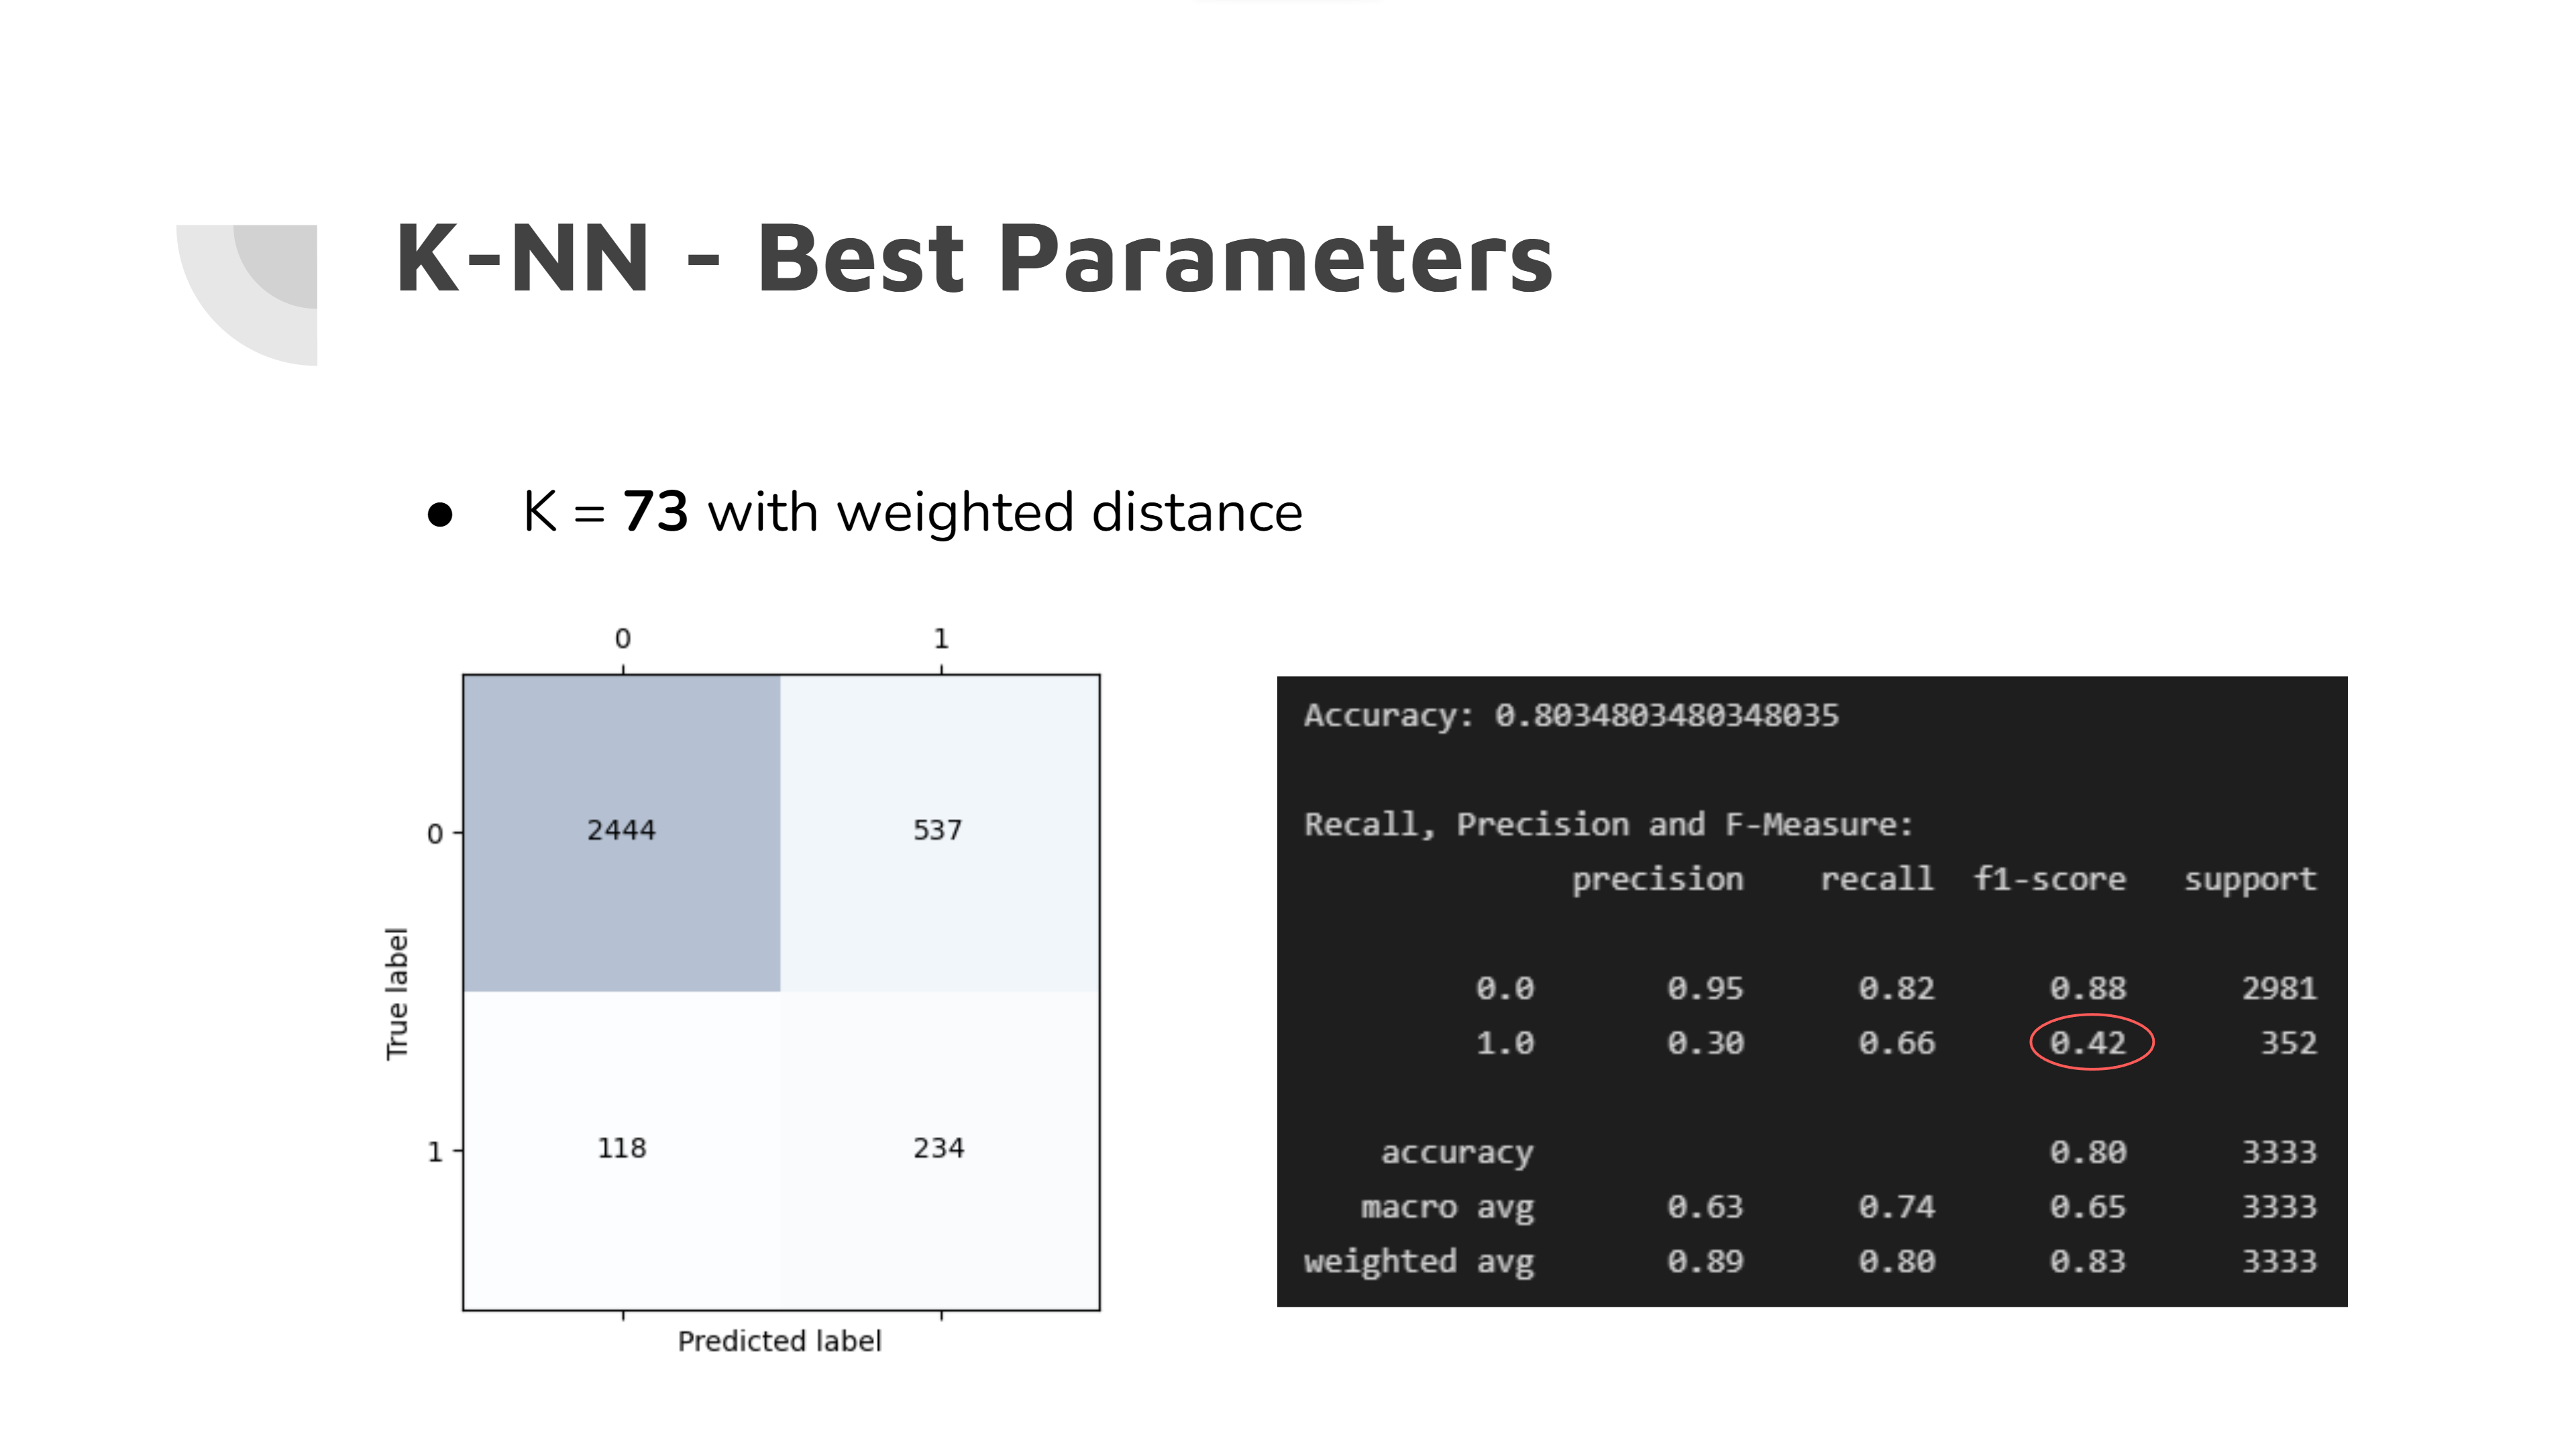 K-NN - Best Parameters
● K = 73 with weighted distance
0 1
2444 537
0
118 234
1
True label
Predicted label
Accuracy: 0.8034803480348035
Recall, Precision and F-Measure:
precision recall f1-score support
0.0 0.95 0.82 0.88 2981
1.0 0.30 0.66 0.42 352
accuracy 0.80 3333
macro avg 0.63 0.74 0.65 3333
weighted avg 0.89 0.80 0.83 3333